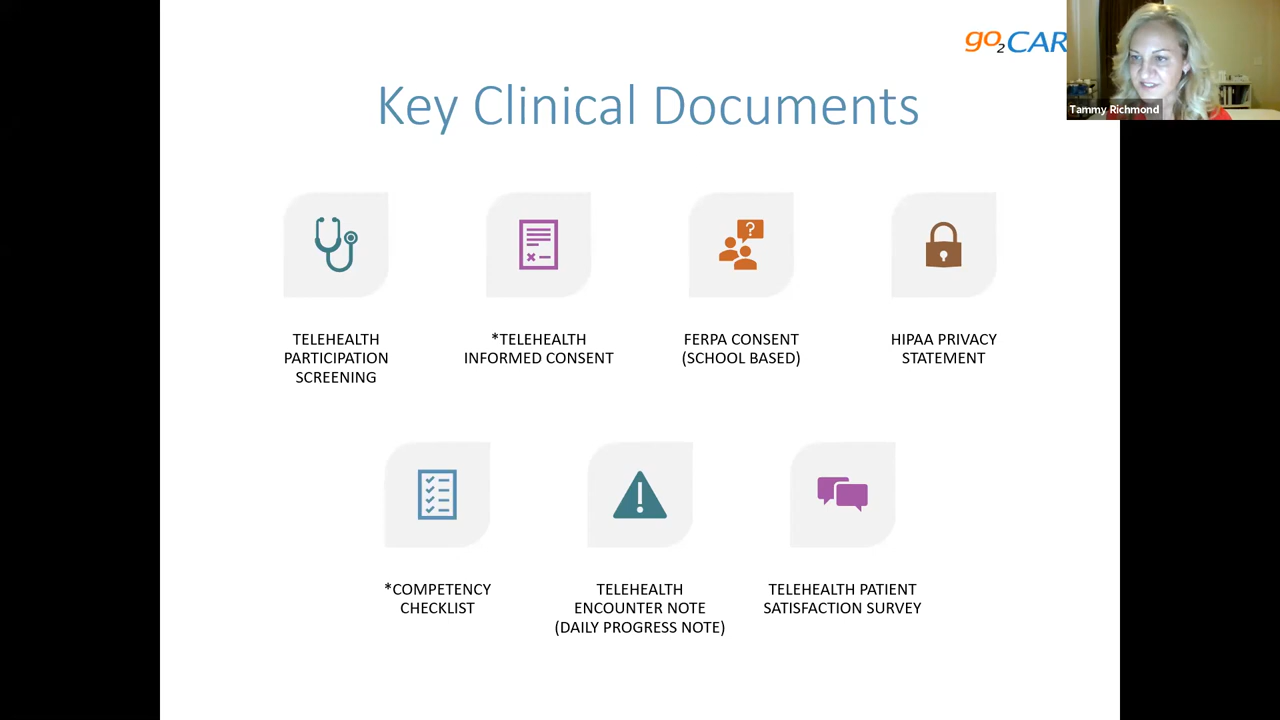 go2CAR
Tammy Richmond
Key Clinical Documents
?
TELEHEALTH
PARTICIPATION
SCREENING
*TELEHEALTH
INFORMED CONSENT
FERPA CONSENT
(SCHOOL BASED)
HIPAA PRIVACY
STATEMENT
*COMPETENCY
CHECKLIST
!
TELEHEALTH
ENCOUNTER NOTE
(DAILY PROGRESS NOTE)
TELEHEALTH PATIENT
SATISFACTION SURVEY